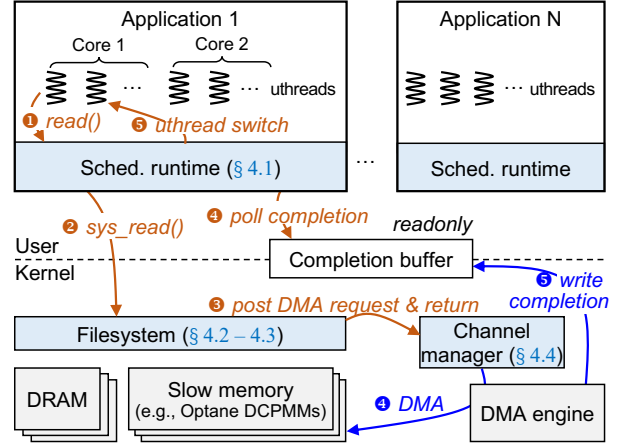 Application 1
Application N
Core 1
Core 2
... ... ... uthreads
... uthreads
❶ read()
❺ uthread switch
Sched. runtime (§ 4.1)
...
Sched. runtime
❷ sys_read()
❹ poll completion
readonly
User
Kernel
Completion buffer
❺ write
completion
❸ post DMA request & return
Filesystem (§ 4.2 – 4.3)
Channel
manager (§ 4.4)
DRAM
Slow memory
(e.g., Optane DCPMMs)
❹ DMA
DMA engine